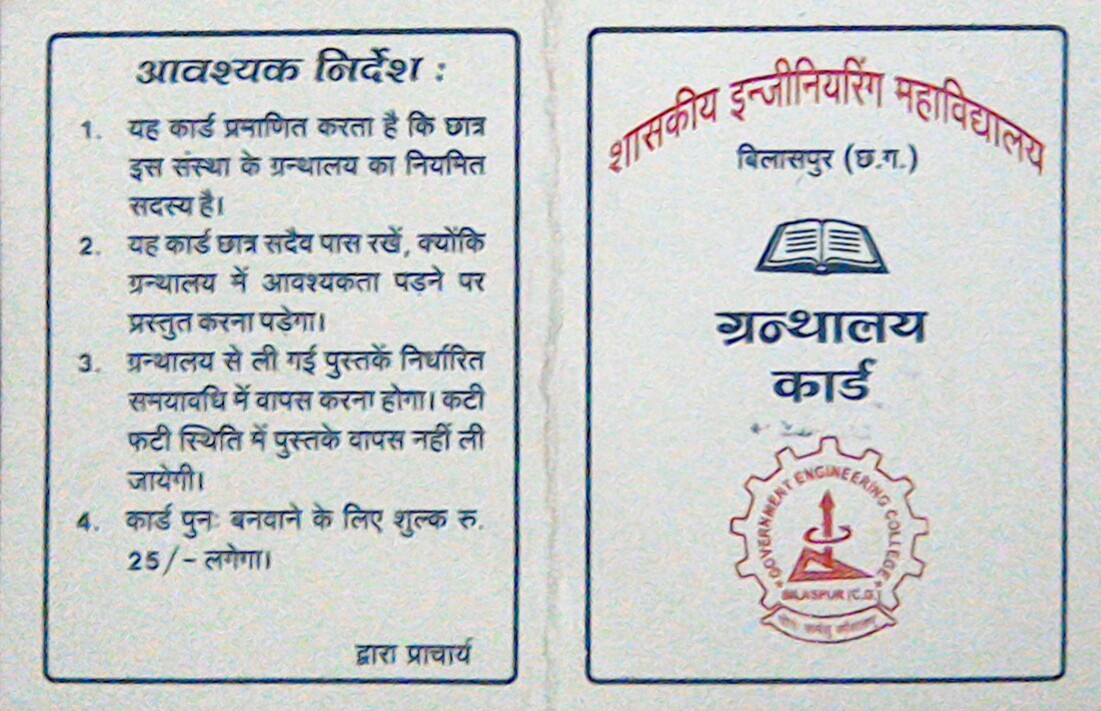 आवश्यक निर्देश :
1. यह कार्ड प्रमाणित करता है कि छात्र
इस संस्था के ग्रन्थालय का नियमित
सदस्य है।
2. यह कार्ड छात्र सदैव पास रखें, क्योंकि
ग्रन्थालय में आवश्यकता पड़ने पर
प्रस्तुत करना पडेगा।
3. ग्रन्थालय से ली गई पुस्तकें निर्धारित
समयावधि में वापस करना होगा। कटी
फटी स्थिति में पुस्तके वापस नहीं ली
जायेगी।
4. कार्ड पुनः बनवाने के लिए शुल्क रु.
25/- लगेगा।
द्वारा प्राचार्य
शासकीय इन्जीनियरिंग महाविद्यालय
बिलासपुर (छ.ग.)
ग्रन्थालय
कार्ड
GOVERNMENT ENGINEERING COLLEGE
BILASPUR (C.G.)